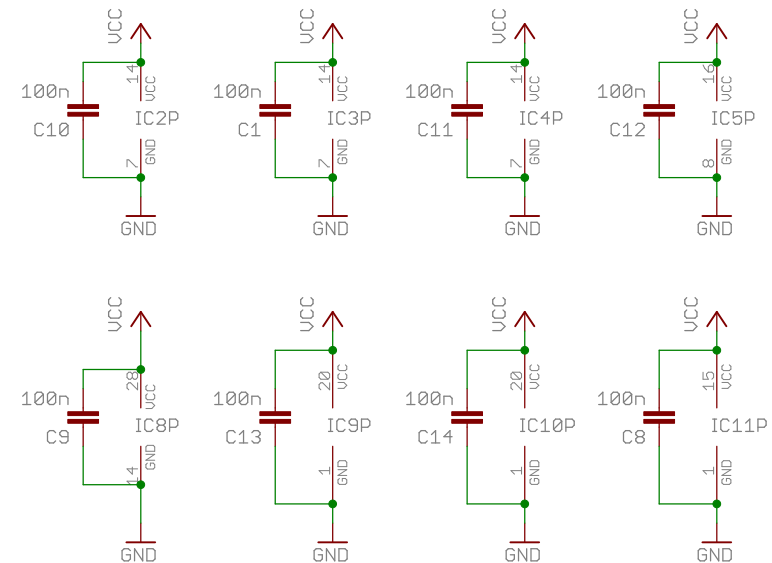 VCC VCC VCC VCC
14 VCC 14 VCC 14 VCC 16 VCC
100n 100n 100n 100n
IC2P IC3P IC4P IC5P
C10 C1 C11 C12
7 GND 7 GND 7 GND 8 GND
GND GND GND GND
VCC VCC VCC VCC
28 VCC 20 VCC 20 VCC 15 VCC
100n 100n 100n 100n
IC8P IC9P IC10P IC11P
C9 C13 C14 C8
14 GND 1 GND 1 GND 1 GND
GND GND GND GND